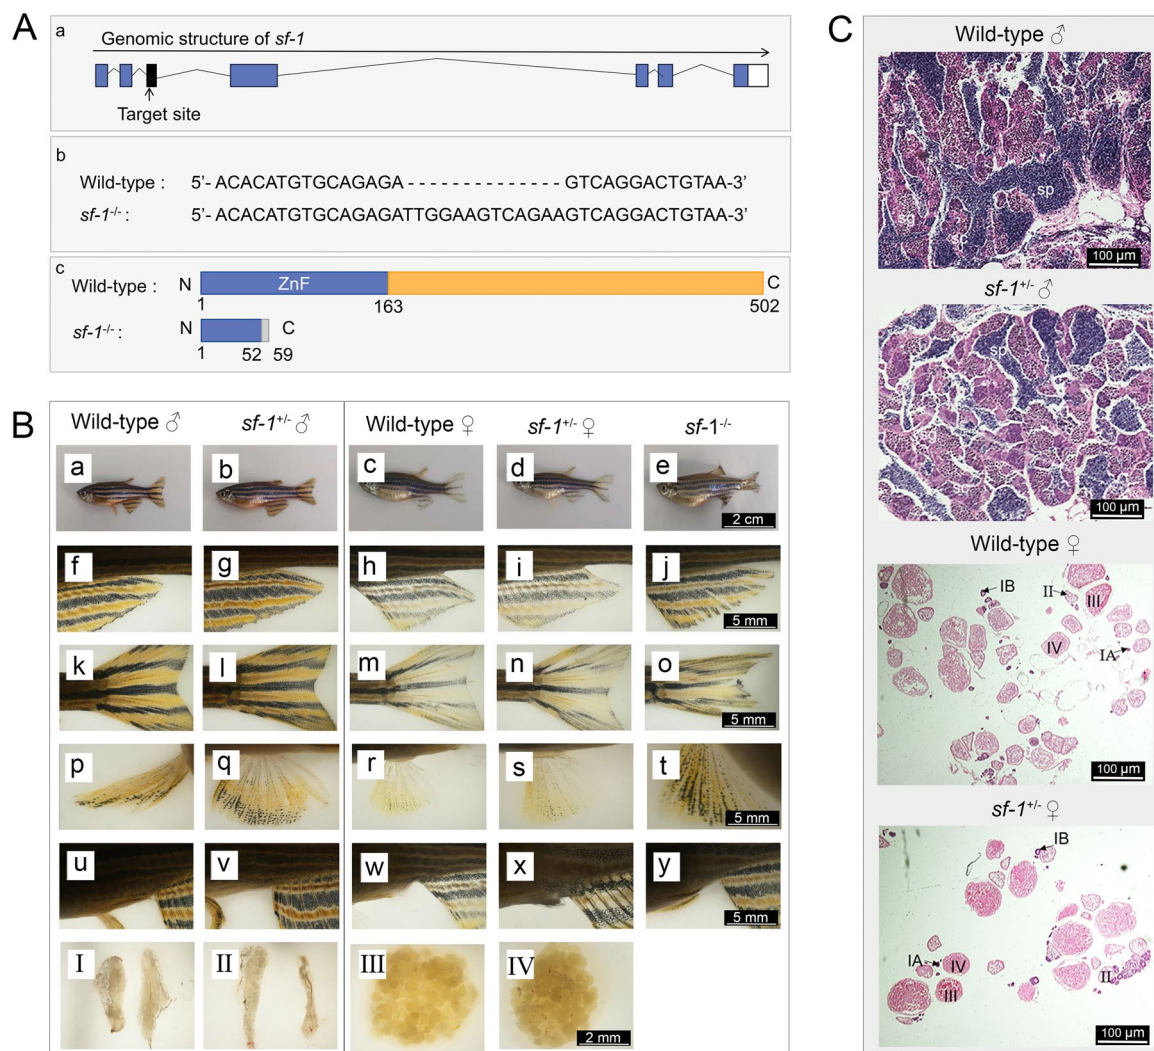 A
a
Genomic structure of sf-1
Target site
b
Wild-type : 5’- ACACATGTGCAGAGA - - - - - - - - - - - - - - GTCAGGACTGTAA-3’
sf-1-/- : 5’- ACACATGTGCAGAGATTGGAAGTCAGAAGTCAGGACTGTAA-3’
c
Wild-type : N ZnF C
1 163 502
sf-1-/- : N C
1 52 59
B
Wild-type ♂ sf-1+/- ♂ Wild-type ♀ sf-1+/- ♀ sf-1-/-
a b c d e
2 cm
f g h i j
5 mm
k l m n o
5 mm
p q r s t
5 mm
u v w x y
5 mm
I II III IV
2 mm
C
Wild-type ♂
sp
100 µm
sf-1+/- ♂
sp
100 µm
Wild-type ♀
IB II III
IV IA
100 µm
sf-1+/- ♀
IB
IA IV II
III
100 µm